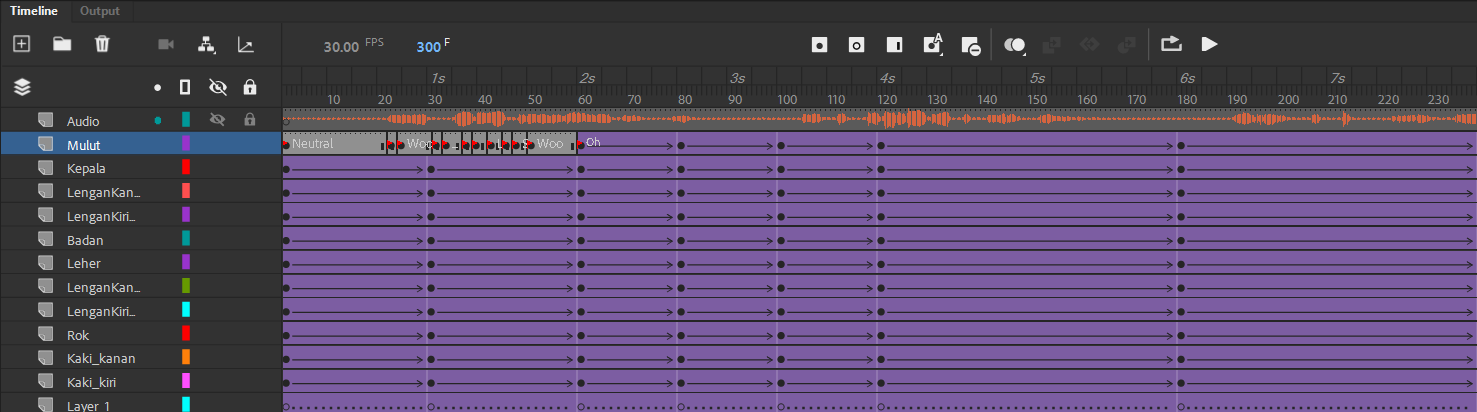 Timeline Output
30.00 FPS 300 F
1s 2s 3s 4s 5s 6s 7s
10 20 30 40 50 60 70 80 90 100 110 120 130 140 150 160 170 180 190 200 210 220 230
Audio
Mulut Neutral Woo L S Woo Oh
Kepala
LenganKan...
LenganKiri...
Badan
Leher
LenganKan...
LenganKiri...
Rok
Kaki_kanan
Kaki_kiri
Layer_1